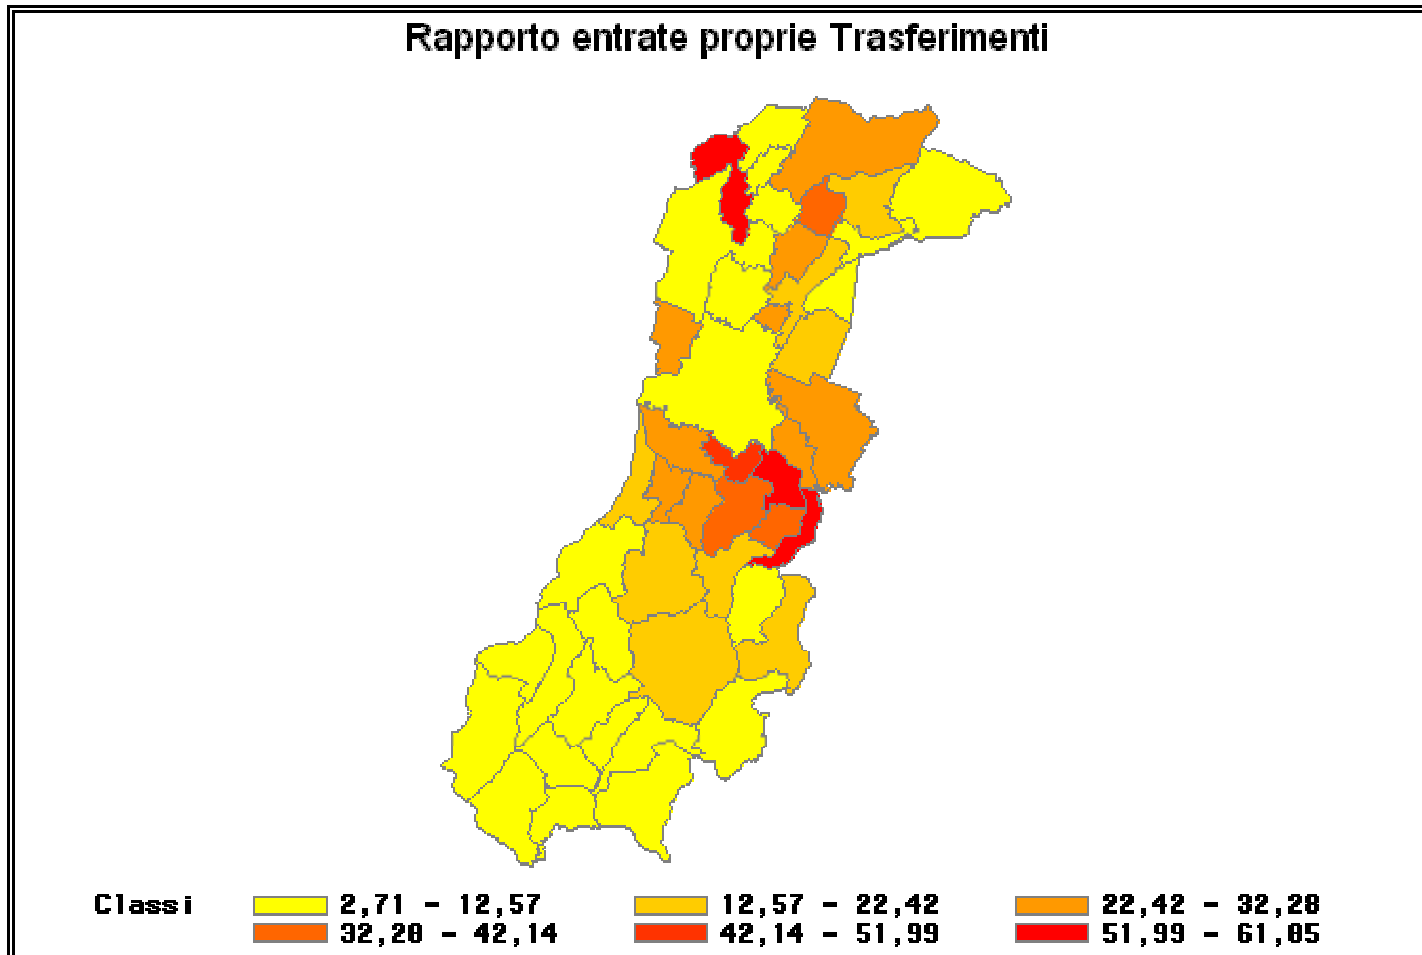 Rapporto entrate proprie Trasferimenti
Classi 2,71 - 12,57 12,57 - 22,42 22,42 - 32,28
32,28 - 42,14 42,14 - 51,99 51,99 - 61,85